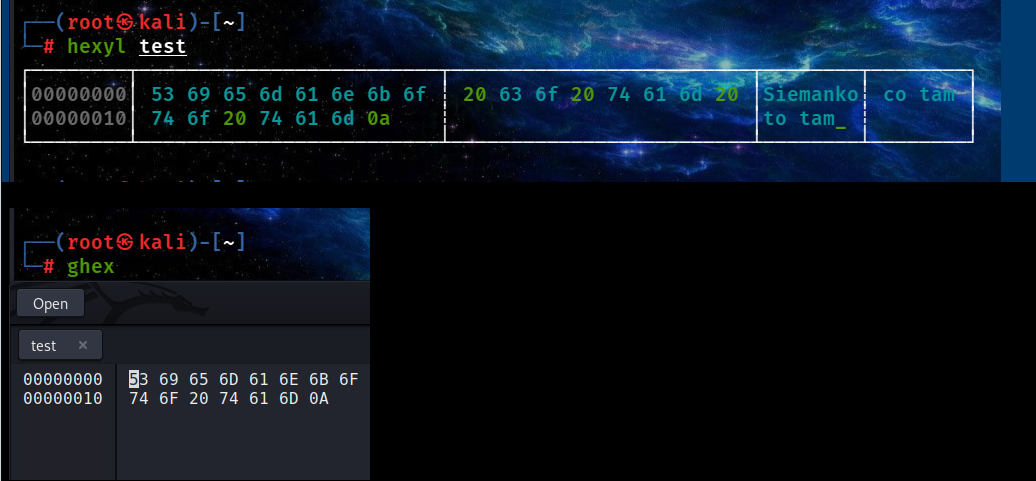 ┌──(root㉿kali)-[~]
└─# hexyl test
00000000 53 69 65 6d 61 6e 6b 6f 20 63 6f 20 74 61 6d 20 Siemanko co tam
00000010 74 6f 20 74 61 6d 0a to tam_
┌──(root㉿kali)-[~]
└─# ghex
Open
test ×
00000000 53 69 65 6D 61 6E 6B 6F
00000010 74 6F 20 74 61 6D 0A